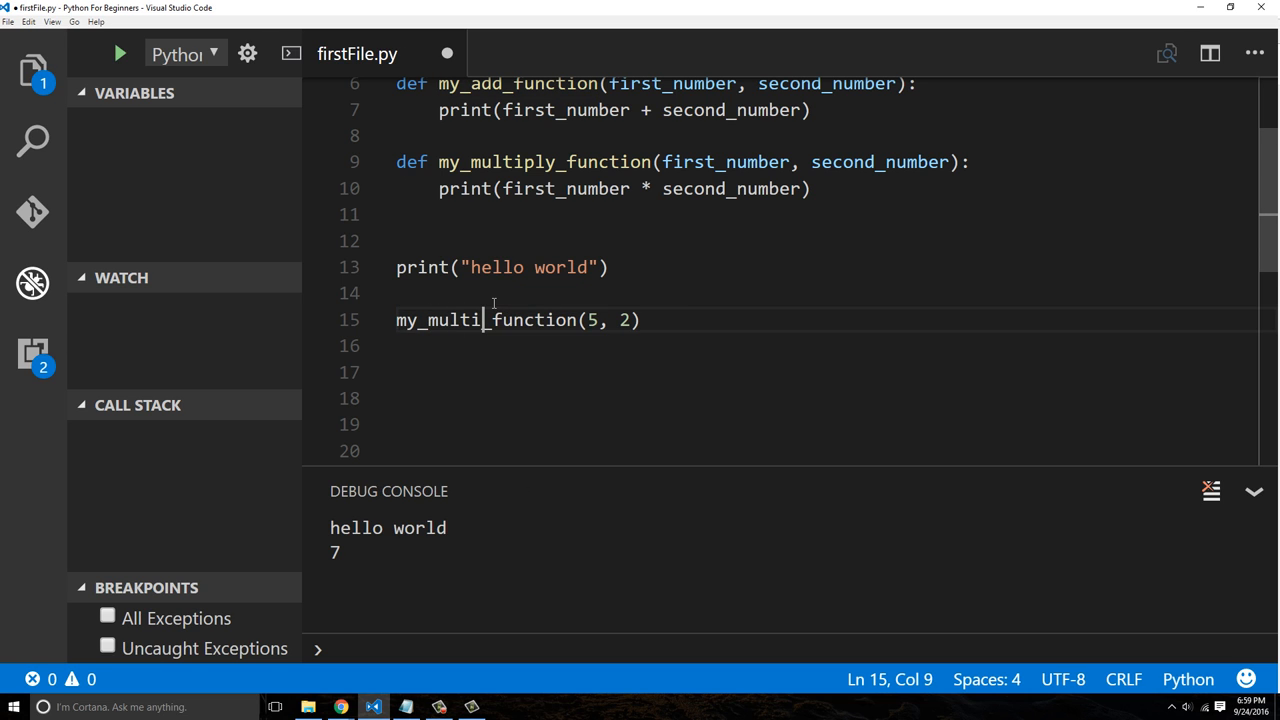 ● firstFile.py - Python For Beginners - Visual Studio Code
File Edit View Go Help
1
Pythor
firstFile.py
VARIABLES
WATCH
CALL STACK
BREAKPOINTS
All Exceptions
Uncaught Exceptions
2
6 def my_add_function(first_number, second_number):
7 print(first_number + second_number)
8
9 def my_multiply_function(first_number, second_number):
10 print(first_number * second_number)
11
12
13 print("hello world")
14
15 my_multi_function(5, 2)
16
17
18
19
20
DEBUG CONSOLE
hello world
7
0 0
Ln 15, Col 9 Spaces: 4 UTF-8 CRLF Python
I'm Cortana. Ask me anything.
6:59 PM
9/24/2016